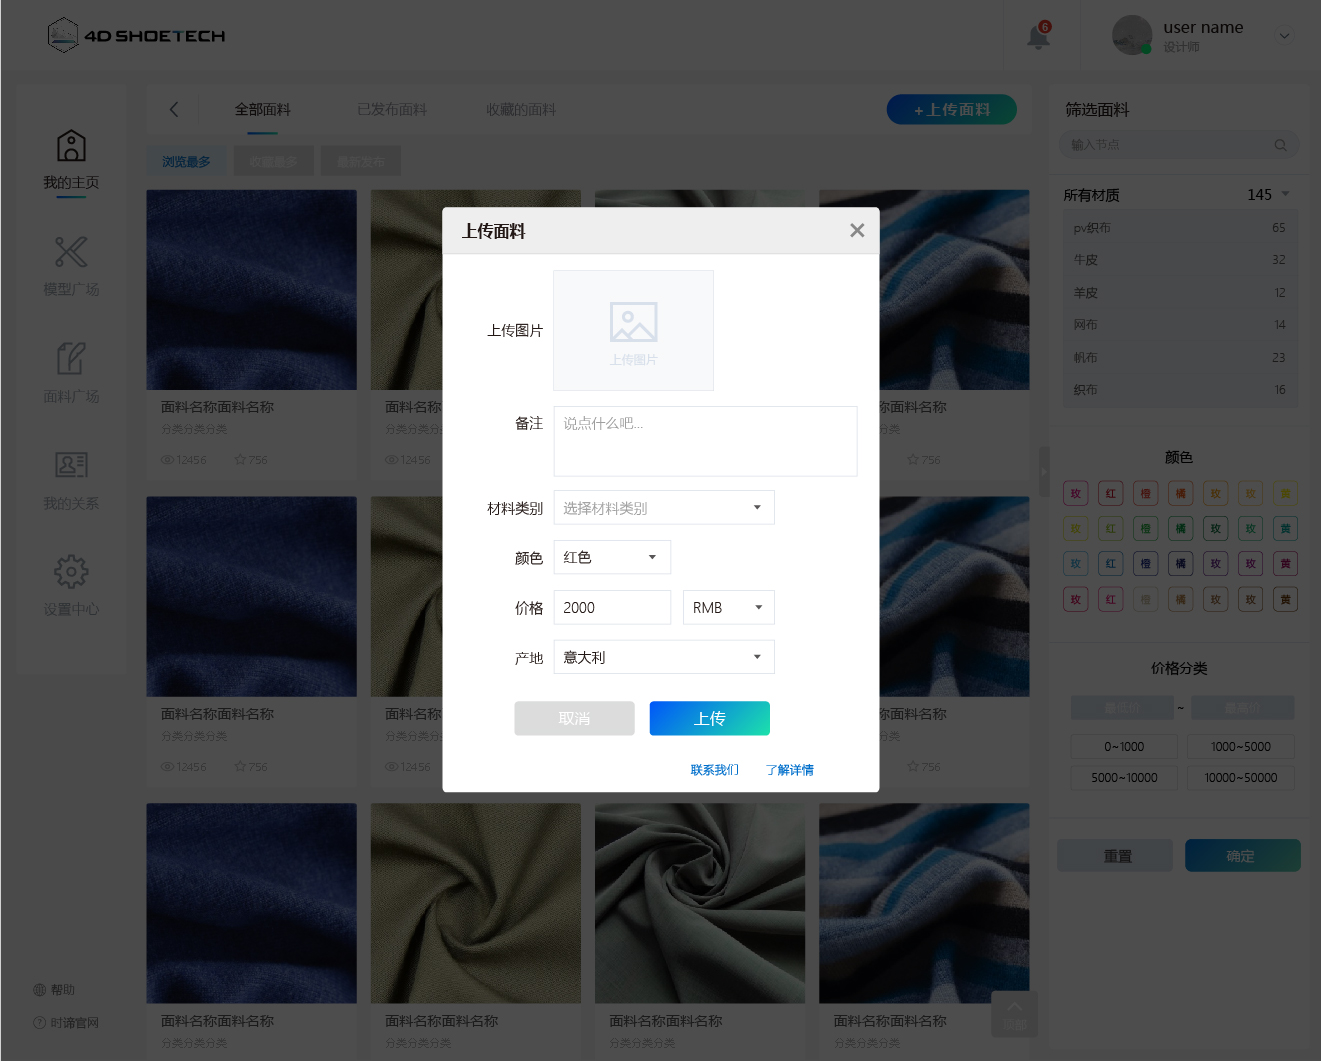 4D SHOETECH
6
user name
设计师
我的主页
模型广场
面料广场
我的关系
设置中心
帮助
时谛官网
全部面料
已发布面料
收藏的面料
+上传面料
浏览最多
收藏最多
最新发布
面料名称面料名称
分类分类分类
12456
756
面料名称
分类分类分
12456
面料名称
分类
756
面料名称面料名称
分类分类分类
12456
756
面料名称
分类分类分
12456
面料名称
分类
756
面料名称面料名称
分类分类分类
面料名称面料名称
分类分类分类
面料名称面料名称
分类分类分类
面料名称面料名称
分类分类分类
上传面料
上传图片
上传图片
备注
说点什么吧...
材料类别
选择材料类别
颜色
红色
价格
2000
RMB
产地
意大利
取消
上传
联系我们
了解详情
筛选面料
输入节点
所有材质
145
pv织布
65
牛皮
32
羊皮
12
网布
14
帆布
23
织布
16
颜色
玫 红 橙 橘 玫 玫 黄
玫 红 橙 橘 玫 玫 黄
玫 红 橙 橘 玫 玫 黄
玫 红 橙 橘 玫 玫 黄
价格分类
最低价 ~ 最高价
0~1000
1000~5000
5000~10000
10000~50000
重置
确定